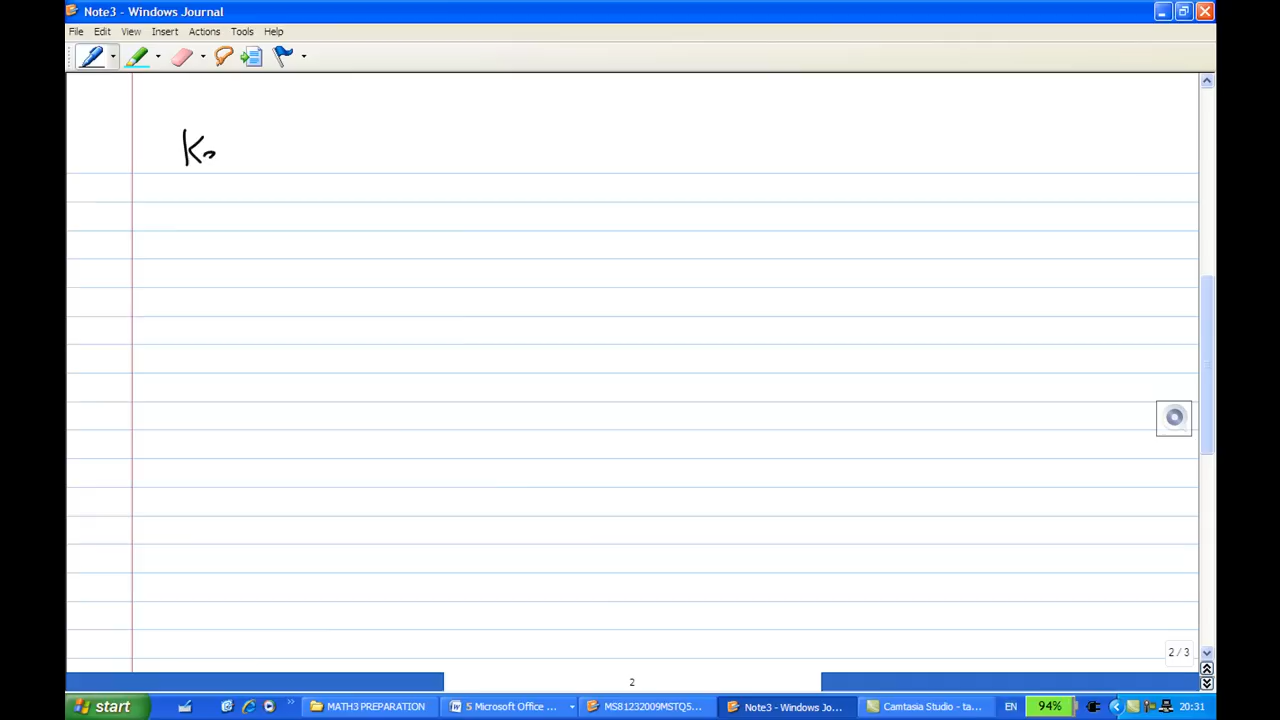 Note3 - Windows Journal
File Edit View Insert Actions Tools Help
2 / 3
2
start MATH3 PREPARATION 5 Microsoft Office ... MS81232009MSTQ5... Note3 - Windows Jo... Camtasia Studio - ta... EN 94% 20:31